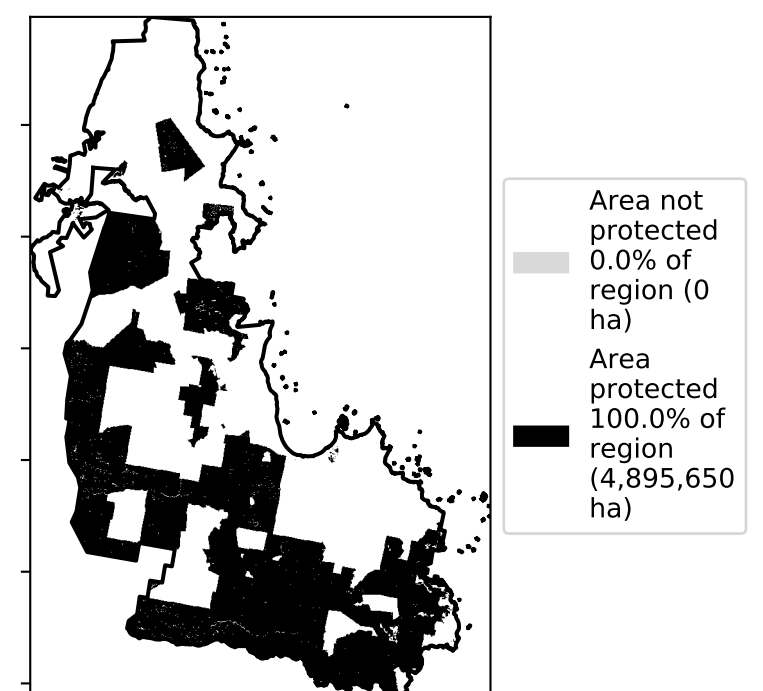 Area not
protected
0.0% of
region (0
ha)
Area
protected
100.0% of
region
(4,895,650
ha)